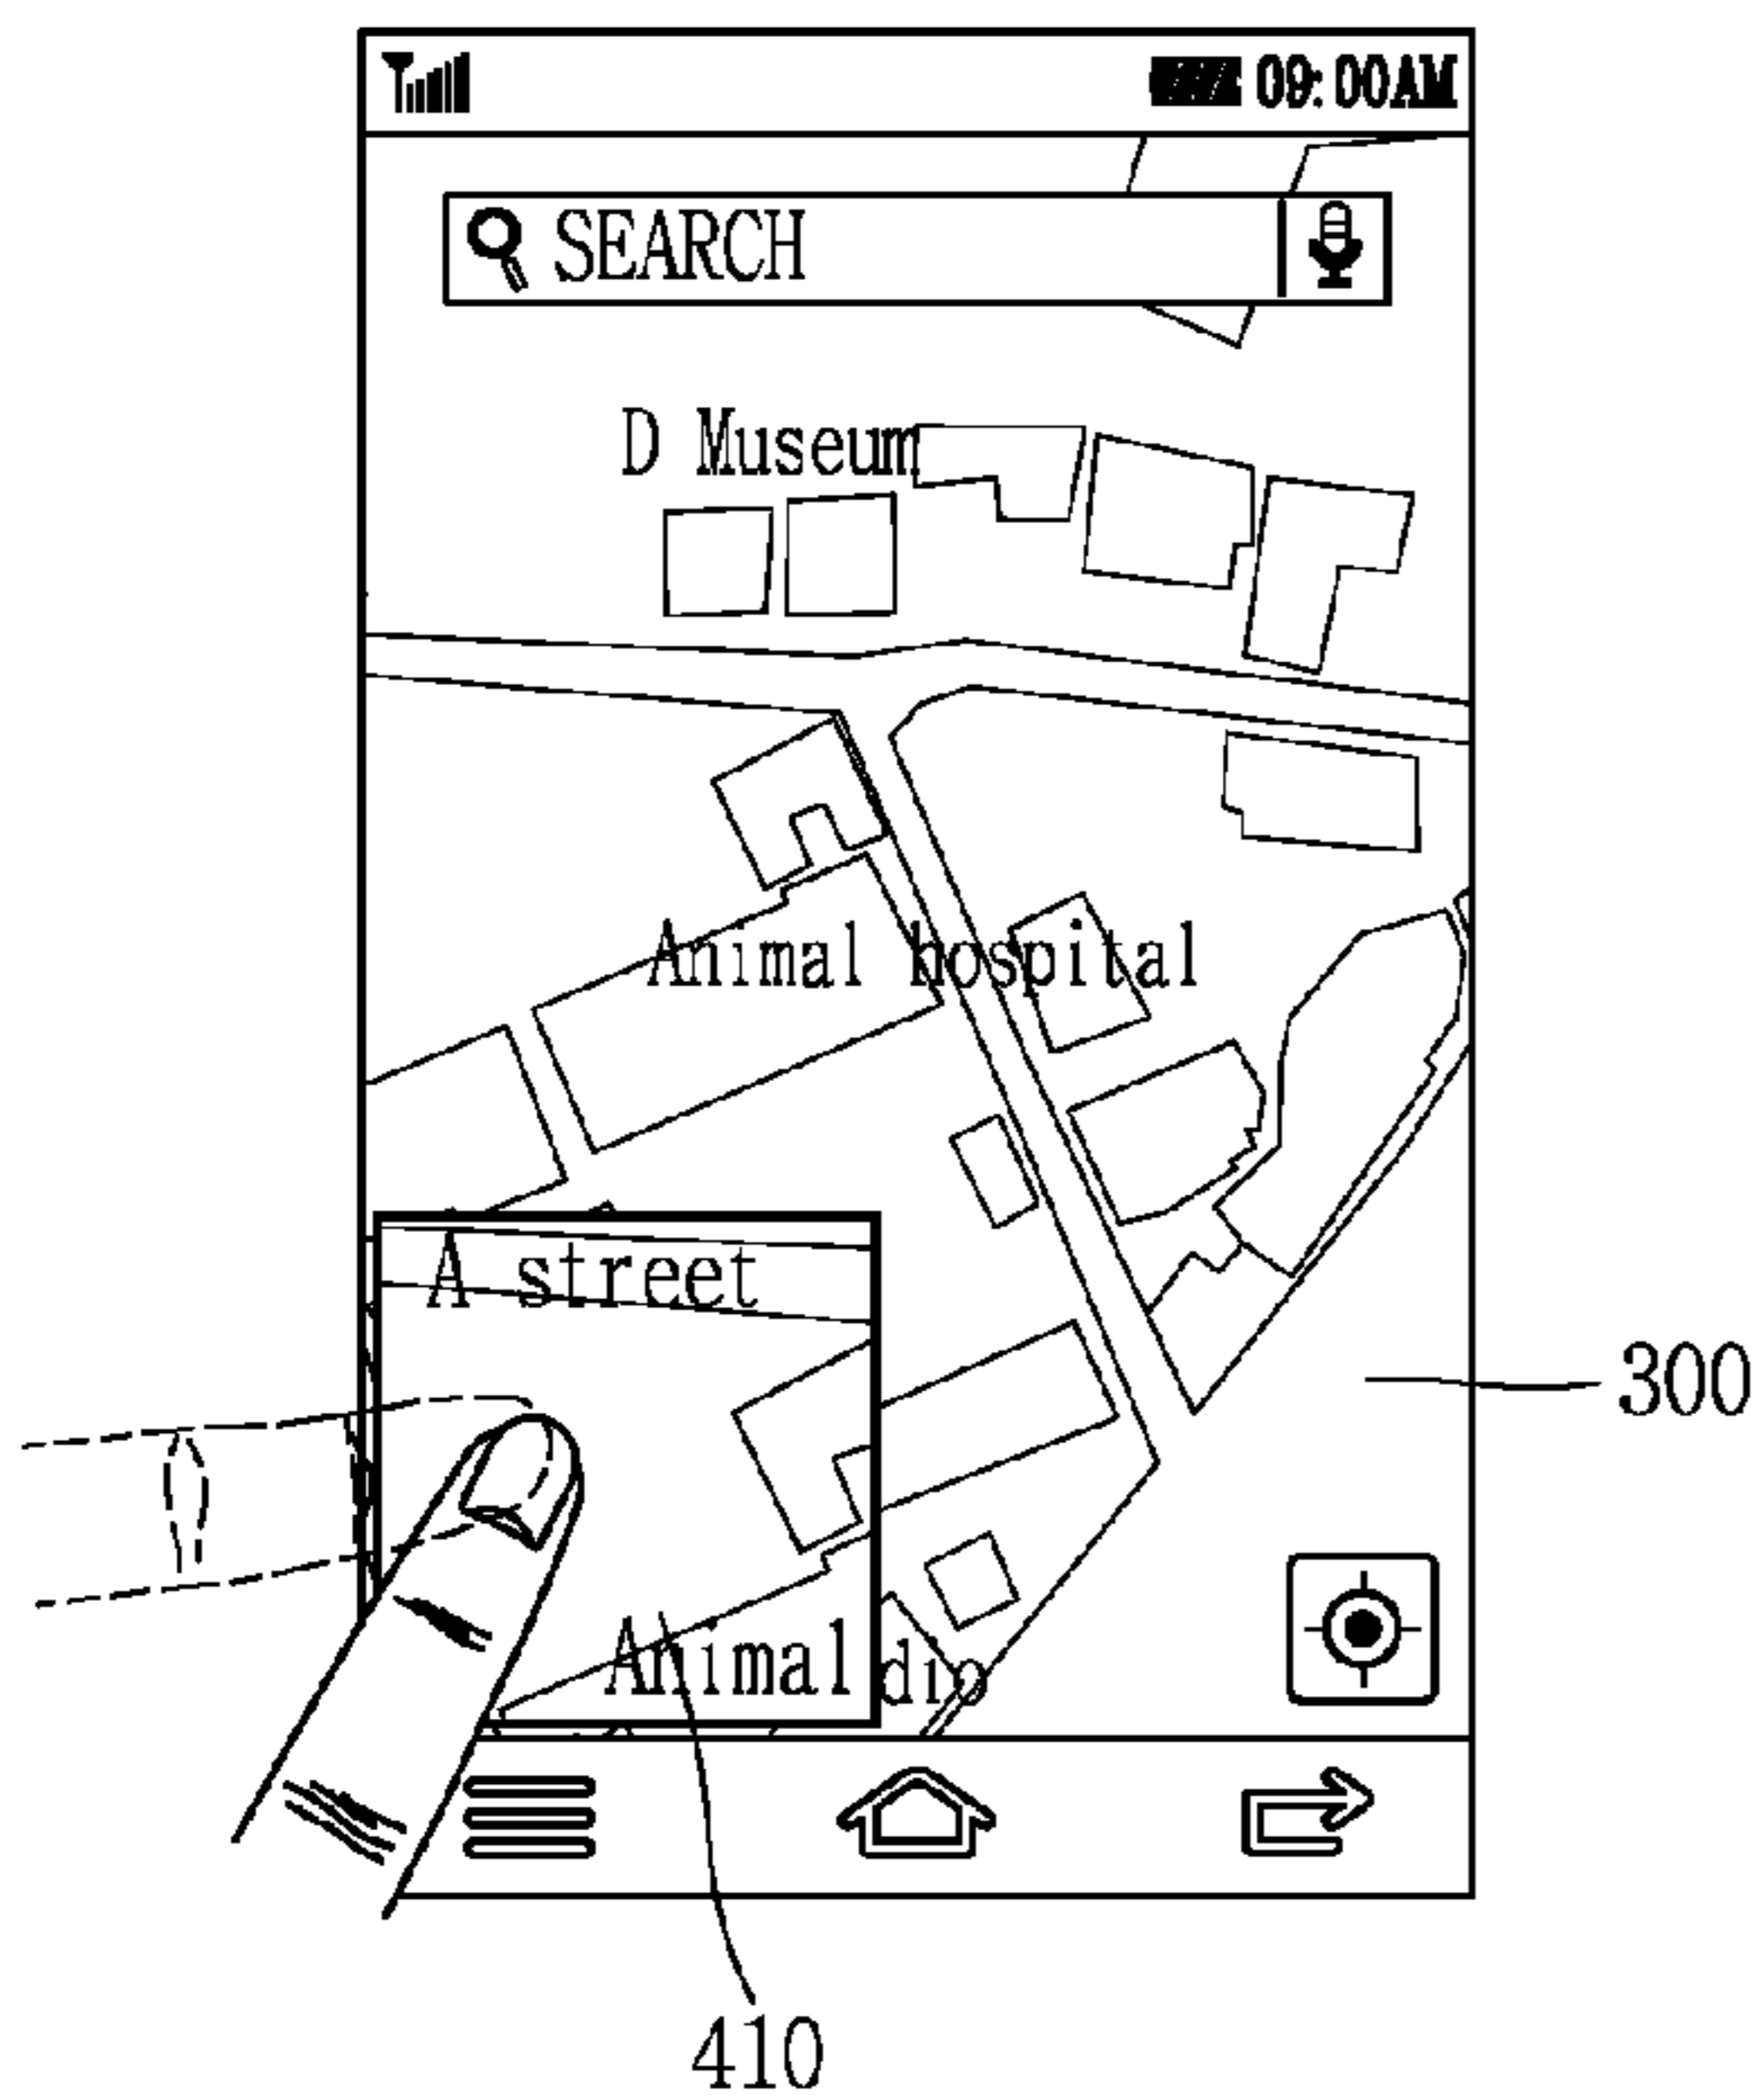 09:00AM
SEARCH
D Museum
Animal hospital
A street
300
Animal
410